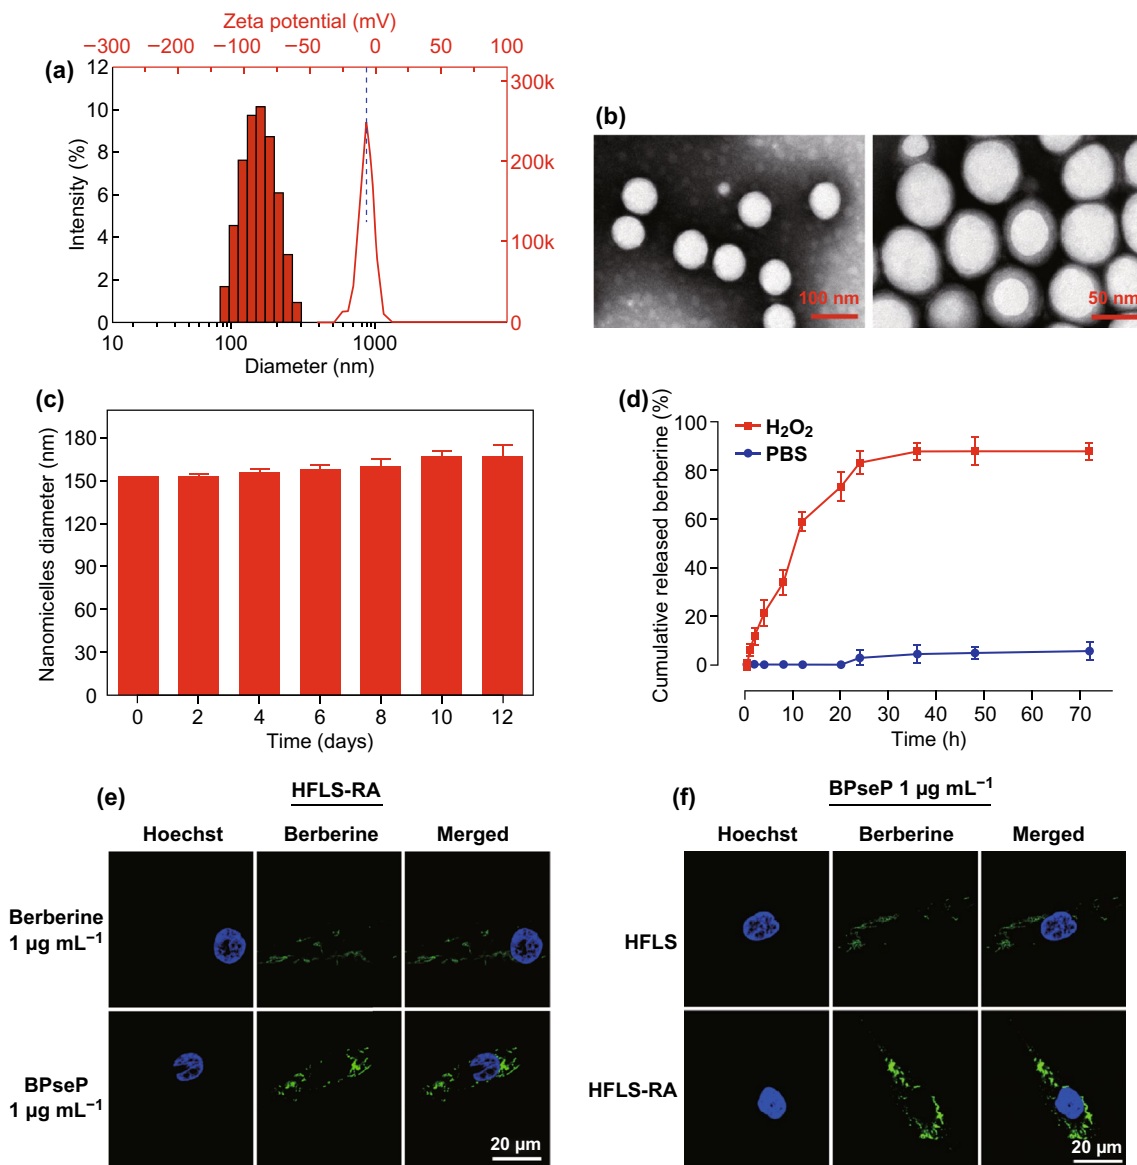 Zeta potential (mV)
−300 −200 −100 −50 0 50 100
(a)
12
10
8
6
4
2
0
Intensity (%)
300k
200k
100k
0
10 100 1000
Diameter (nm)
(b)
100 nm
50 nm
(c)
180
150
120
90
60
30
0
Nanomicelles diameter (nm)
0 2 4 6 8 10 12
Time (days)
(d)
100
80
60
40
20
0
Cumulative released berberine (%)
H₂O₂
PBS
0 10 20 30 40 50 60 70
Time (h)
(e)
HFLS-RA
Hoechst Berberine Merged
Berberine
1 µg mL⁻¹
BPseP
1 µg mL⁻¹
20 µm
(f)
BPseP 1 µg mL⁻¹
Hoechst Berberine Merged
HFLS
HFLS-RA
20 µm